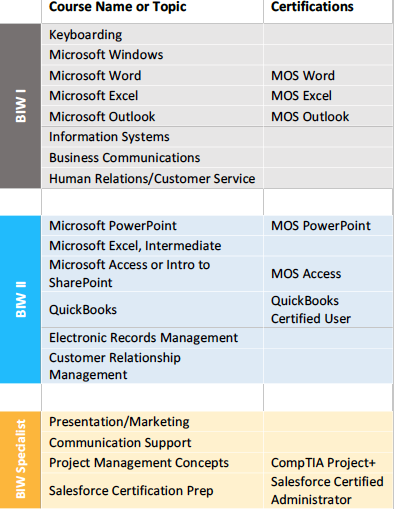 Course Name or Topic Certifications
BIW I
Keyboarding
Microsoft Windows
Microsoft Word MOS Word
Microsoft Excel MOS Excel
Microsoft Outlook MOS Outlook
Information Systems
Business Communications
Human Relations/Customer Service
BIW II
Microsoft PowerPoint MOS PowerPoint
Microsoft Excel, Intermediate
Microsoft Access or Intro to
SharePoint
MOS Access
QuickBooks
QuickBooks
Certified User
Electronic Records Management
Customer Relationship
Management
BIW Specialist
Presentation/Marketing
Communication Support
Project Management Concepts CompTIA Project+
Salesforce Certification Prep
Salesforce Certified
Administrator